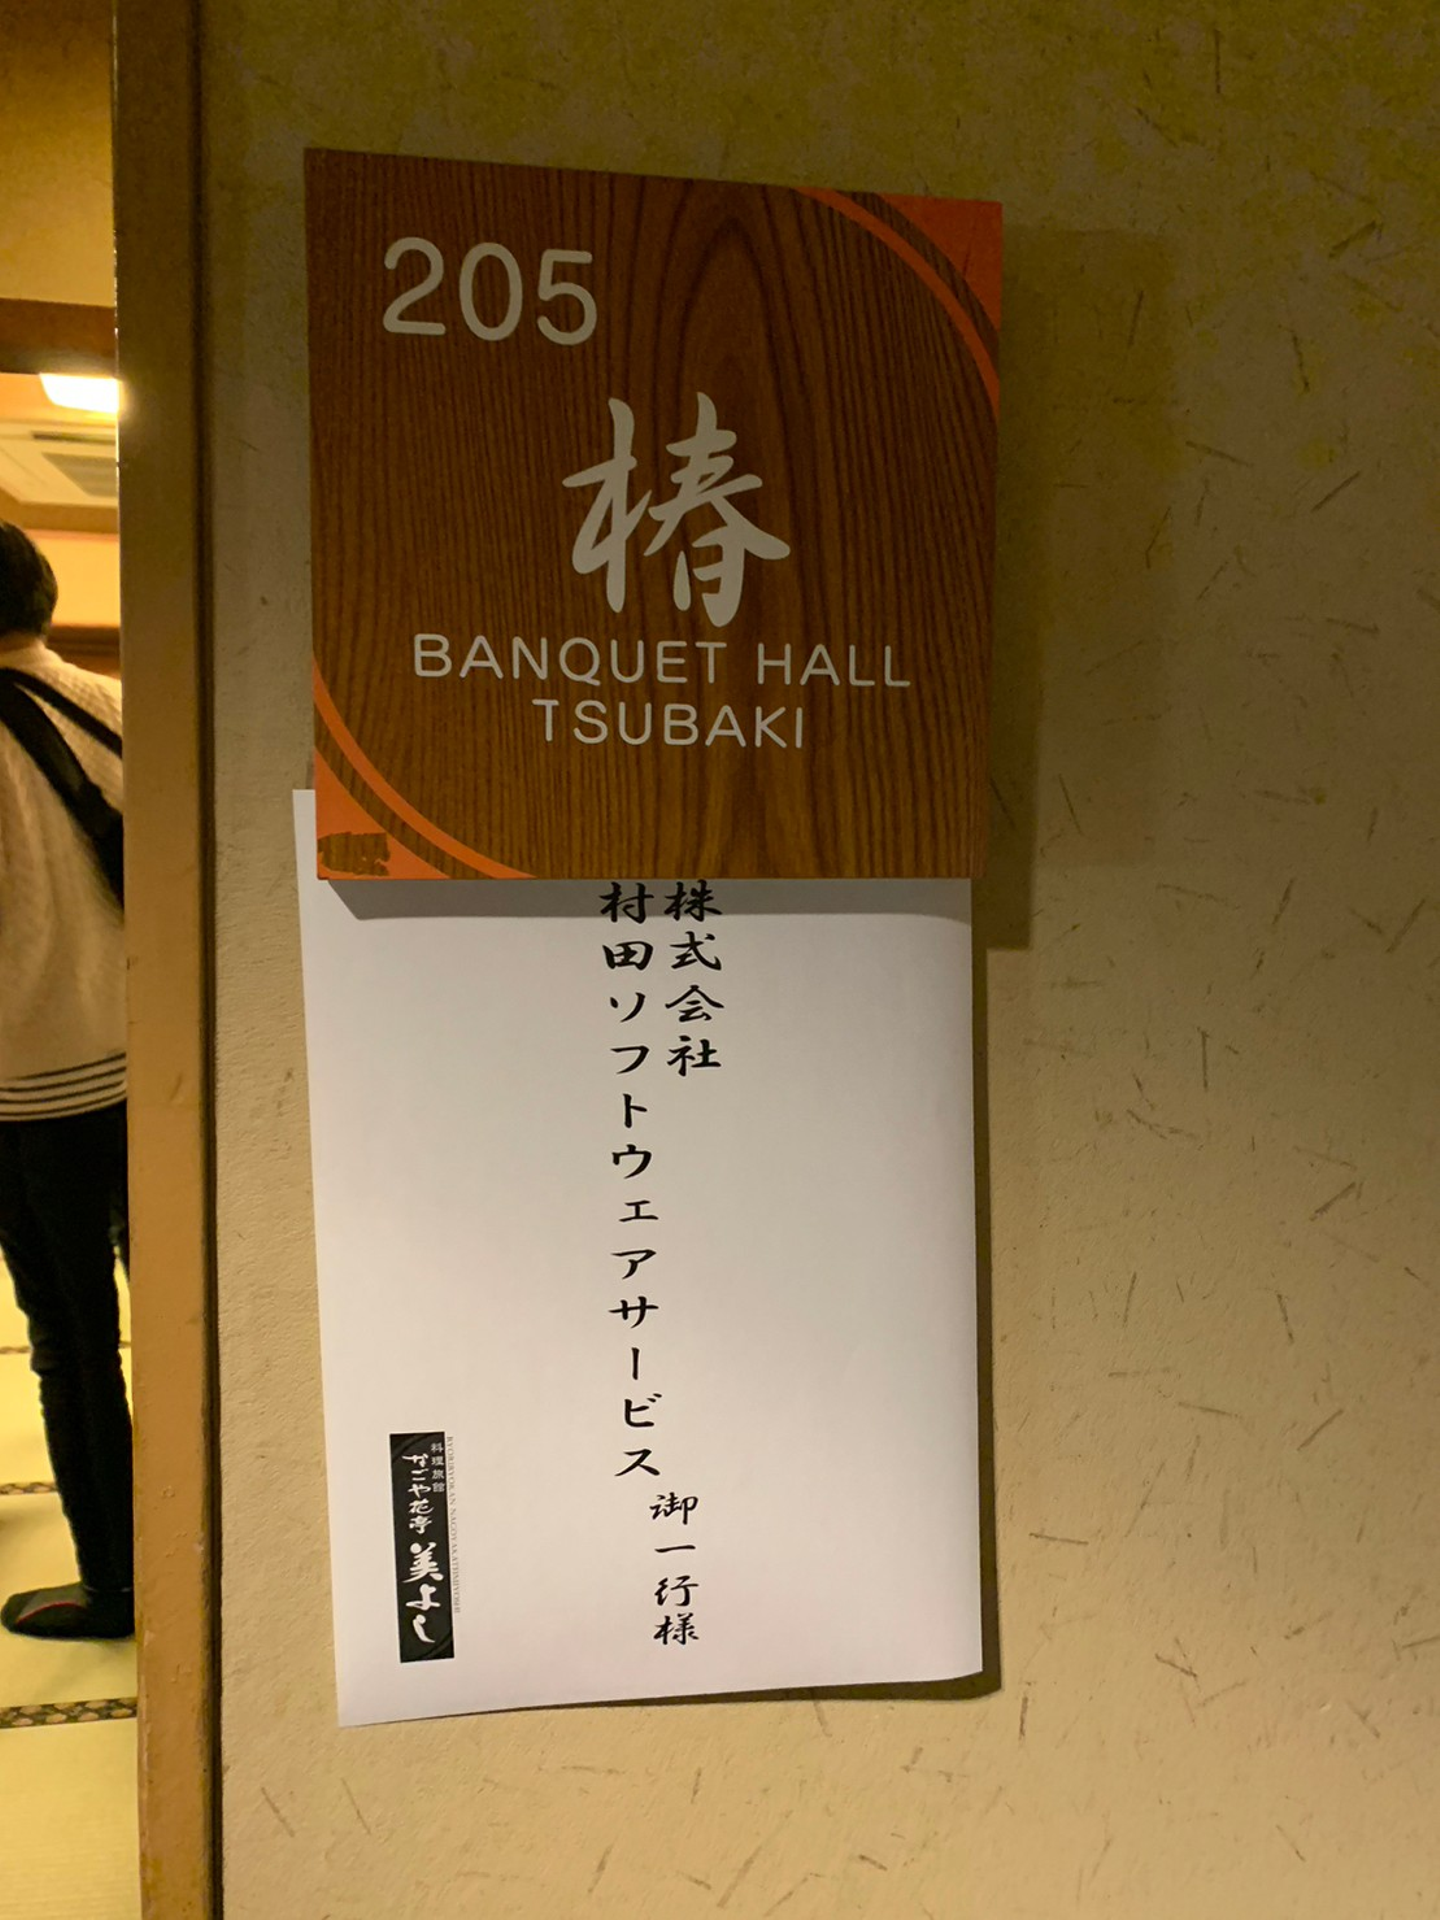 205
椿
BANQUET HALL
TSUBAKI
株式会社
村田ソフトウェアサービス
御一行様
料理旅館
なごや花亭
美よし